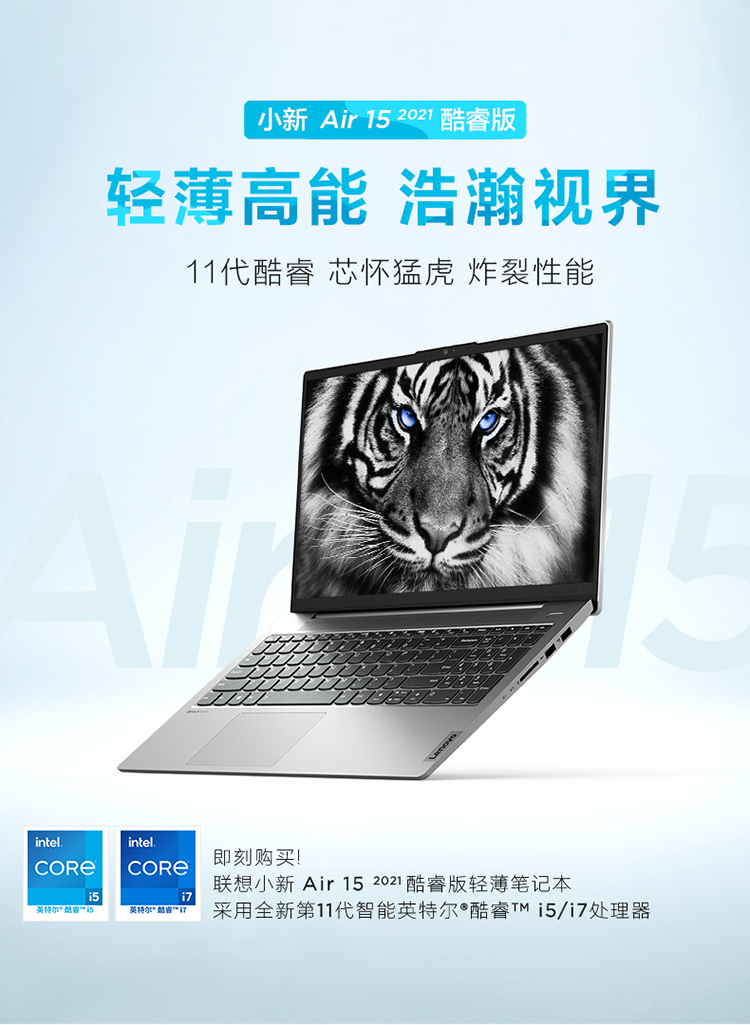 小新 Air 15 2021 酷睿版
轻薄高能 浩瀚视界
11代酷睿 芯怀猛虎 炸裂性能
Air 15
Lenovo
intel.
CORE
i5
英特尔® 酷睿™ i5
intel.
CORE
i7
英特尔® 酷睿™ i7
即刻购买!
联想小新 Air 15 2021 酷睿版轻薄笔记本
采用全新第11代智能英特尔®酷睿™ i5/i7处理器